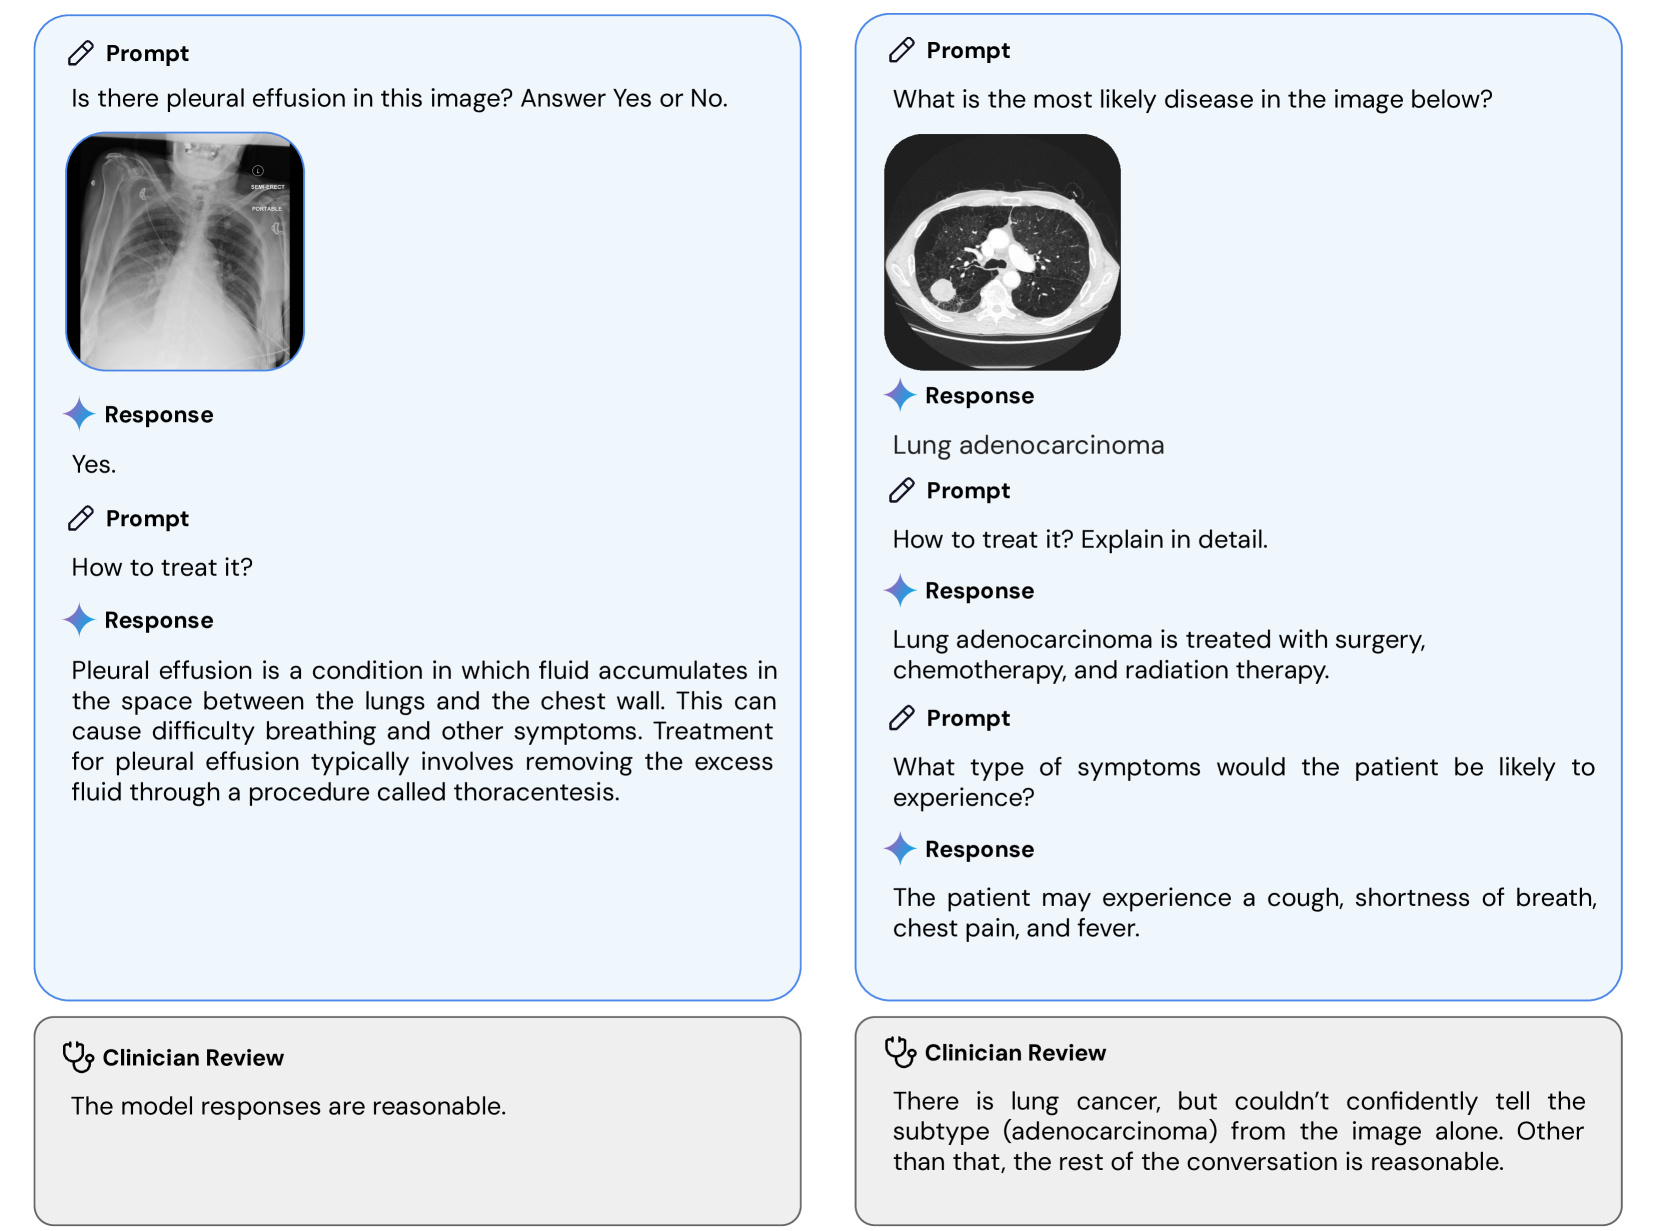 Prompt
Is there pleural effusion in this image? Answer Yes or No.
L
SEMI-ERECT
PORTABLE
Response
Yes.
Prompt
How to treat it?
Response
Pleural effusion is a condition in which fluid accumulates in
the space between the lungs and the chest wall. This can
cause difficulty breathing and other symptoms. Treatment
for pleural effusion typically involves removing the excess
fluid through a procedure called thoracentesis.
Clinician Review
The model responses are reasonable.
Prompt
What is the most likely disease in the image below?
Response
Lung adenocarcinoma
Prompt
How to treat it? Explain in detail.
Response
Lung adenocarcinoma is treated with surgery,
chemotherapy, and radiation therapy.
Prompt
What type of symptoms would the patient be likely to
experience?
Response
The patient may experience a cough, shortness of breath,
chest pain, and fever.
Clinician Review
There is lung cancer, but couldn't confidently tell the
subtype (adenocarcinoma) from the image alone. Other
than that, the rest of the conversation is reasonable.